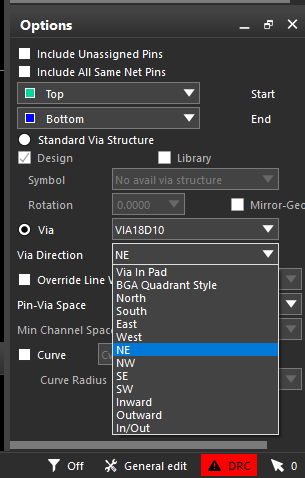 Options
Include Unassigned Pins
Include All Same Net Pins
Top Start
Bottom End
Standard Via Structure
Design Library
Symbol No avail via structure
Rotation 0.0000 Mirror-Geo
Via VIA18D10
Via Direction NE
Override Line
Via In Pad
BGA Quadrant Style
Pin-Via Space
North
South
Min Channel Space
East
West
Curve
NE
NW
Curve Radius
SE
SW
Inward
Outward
In/Out
Off General edit DRC 0